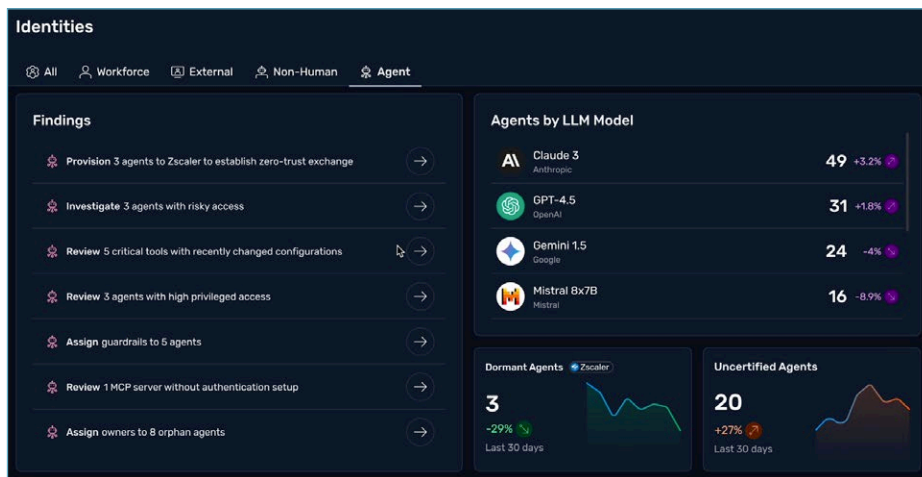 Identities
All
Workforce
External
Non-Human
Agent
Findings
Provision 3 agents to Zscaler to establish zero-trust exchange
Investigate 3 agents with risky access
Review 5 critical tools with recently changed configurations
Review 3 agents with high privileged access
Assign guardrails to 5 agents
Review 1 MCP server without authentication setup
Assign owners to 8 orphan agents
Agents by LLM Model
Claude 3
Anthropic
49 +3.2%
GPT-4.5
OpenAI
31 +1.8%
Gemini 1.5
Google
24 -4%
Mistral 8x7B
Mistral
16 -8.9%
Dormant Agents Zscaler
3
-29%
Last 30 days
Uncertified Agents
20
+27%
Last 30 days